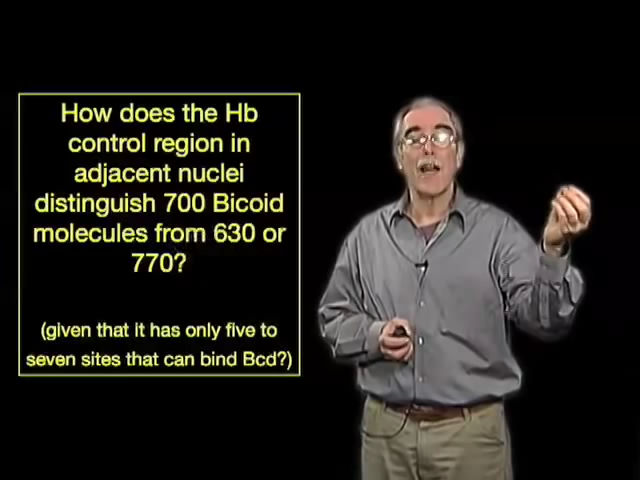 How does the Hb
control region in
adjacent nuclei
distinguish 700 Bicoid
molecules from 630 or
770?
(given that it has only five to
seven sites that can bind Bcd?)